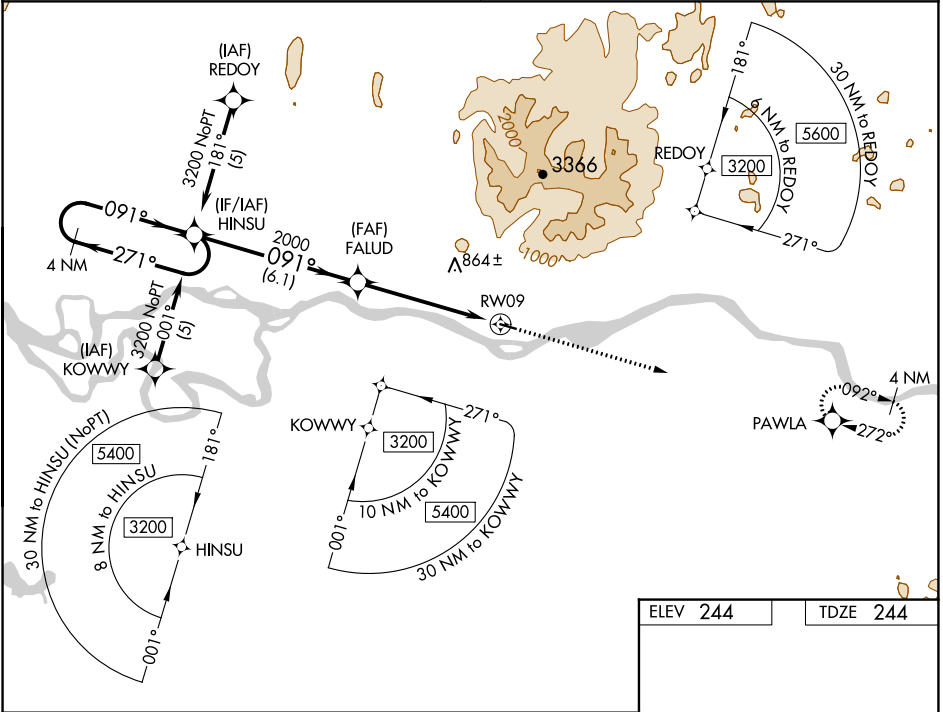 (IAF)
REDOY
3200 NoPT
181°
(5)
(IF/IAF)
HINSU
091°
271°
4 NM
2000
091°
(6.1)
(FAF)
FALUD
3200 NoPT
001°
(5)
(IAF)
KOWWY
RW09
864±
2000
3366
1000
181°
30 NM to REDOY
6 NM to REDOY
5600
REDOY
3200
271°
092°
4 NM
PAWLA
272°
30 NM to HINSU (NoPT)
5400
181°
8 NM to HINSU
3200
HINSU
001°
KOWWY
271°
3200
10 NM to KOWWY
5400
30 NM to KOWWY
001°
ELEV 244
TDZE 244